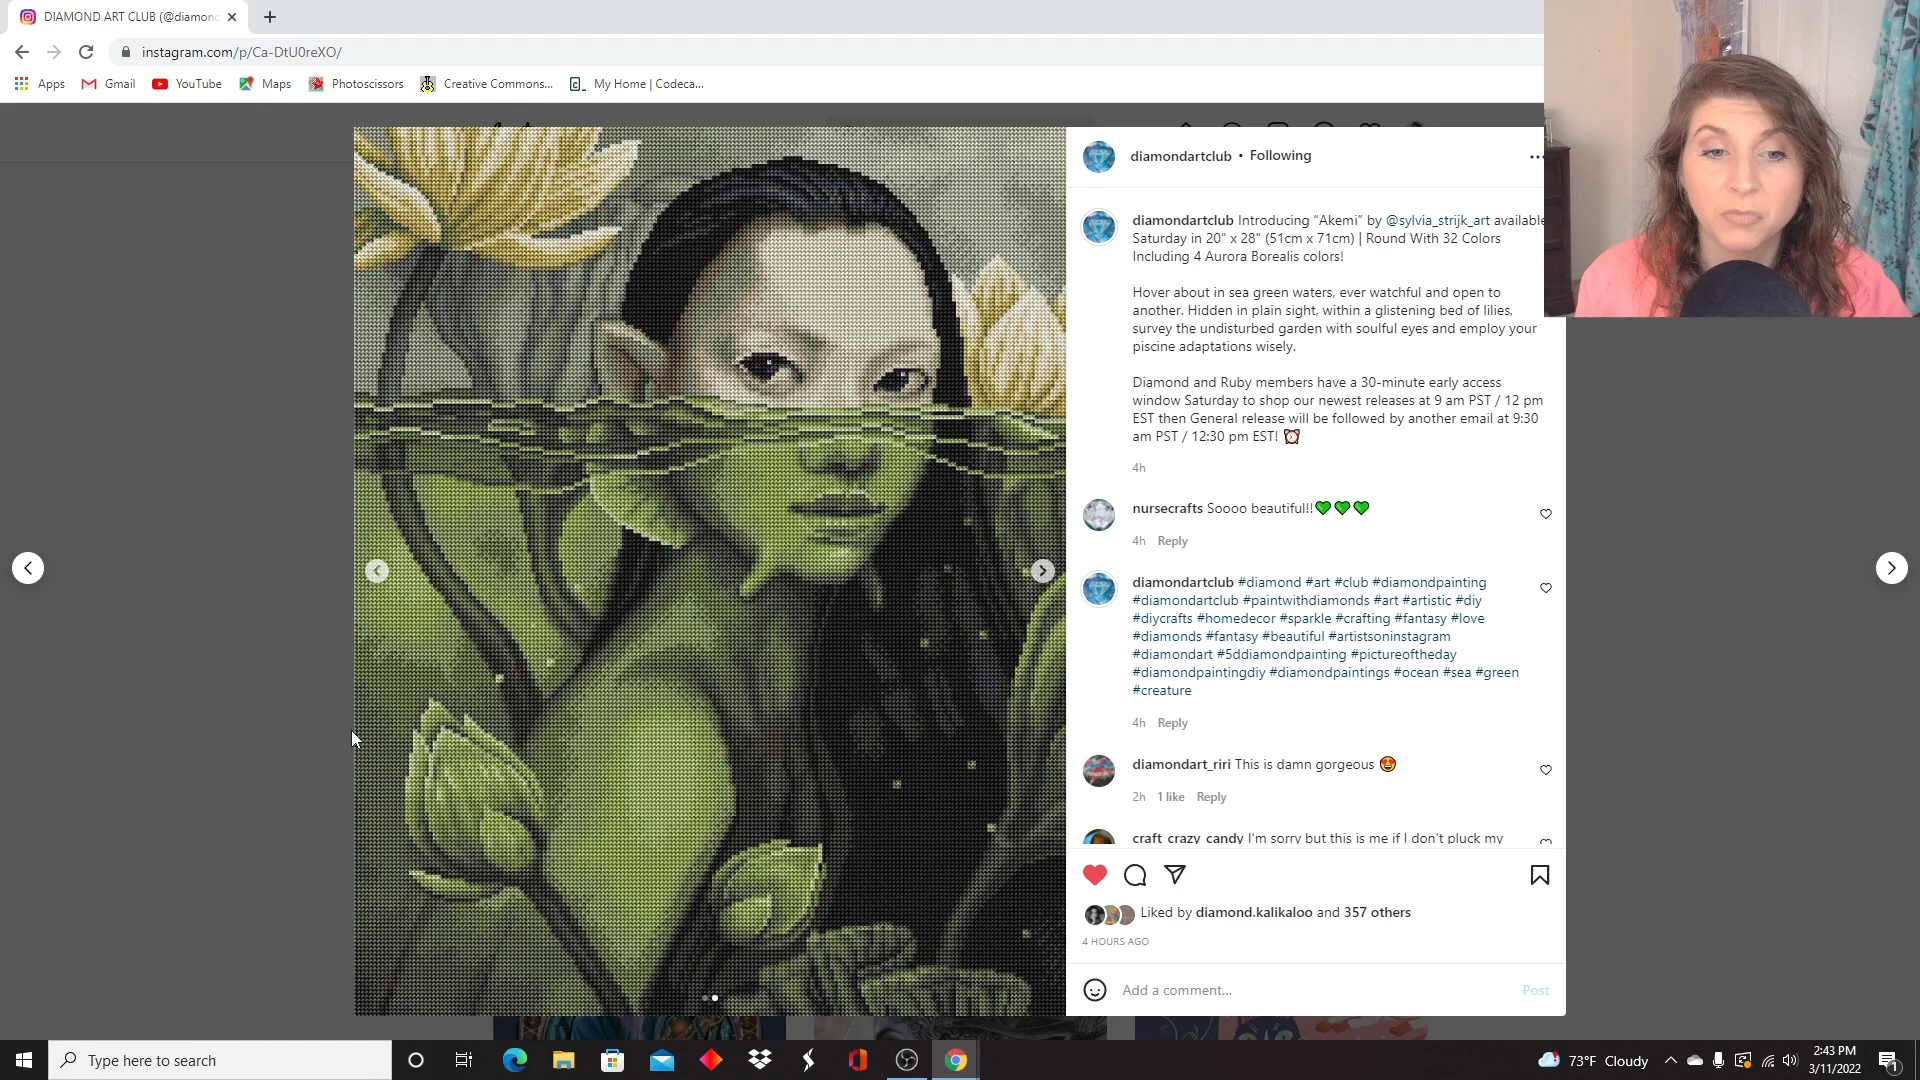 DIAMOND ART CLUB (@diamon
instagram.com/p/Ca-DtU0reXO/
Apps Gmail YouTube Maps Photoscissors Creative Commons... C_ My Home | Codeca...
diamondartclub • Following
diamondartclub Introducing “Akemi” by @sylvia_strijk_art available
Saturday in 20" x 28" (51cm x 71cm) | Round With 32 Colors
Including 4 Aurora Borealis colors!
Hover about in sea green waters, ever watchful and open to
another. Hidden in plain sight, within a glistening bed of lilies,
survey the undisturbed garden with soulful eyes and employ your
piscine adaptations wisely.
Diamond and Ruby members have a 30-minute early access
window Saturday to shop our newest releases at 9 am PST / 12 pm
EST then General release will be followed by another email at 9:30
am PST / 12:30 pm EST! ⏰
4h
nursecrafts Soooo beautiful!!💚💚💚
4h Reply
diamondartclub #diamond #art #club #diamondpainting
#diamondartclub #paintwithdiamonds #art #artistic #diy
#diycrafts #homedecor #sparkle #crafting #fantasy #love
#diamonds #fantasy #beautiful #artistsoninstagram
#diamondart #5ddiamondpainting #pictureoftheday
#diamondpaintingdiy #diamondpaintings #ocean #sea #green
#creature
4h Reply
diamondart_riri This is damn gorgeous 😍
2h 1 like Reply
craft_crazy_candy I'm sorry but this is me if I don't pluck my
Liked by diamond.kalikaloo and 357 others
4 HOURS AGO
Add a comment... Post
Type here to search
73°F Cloudy
2:43 PM
3/11/2022
1